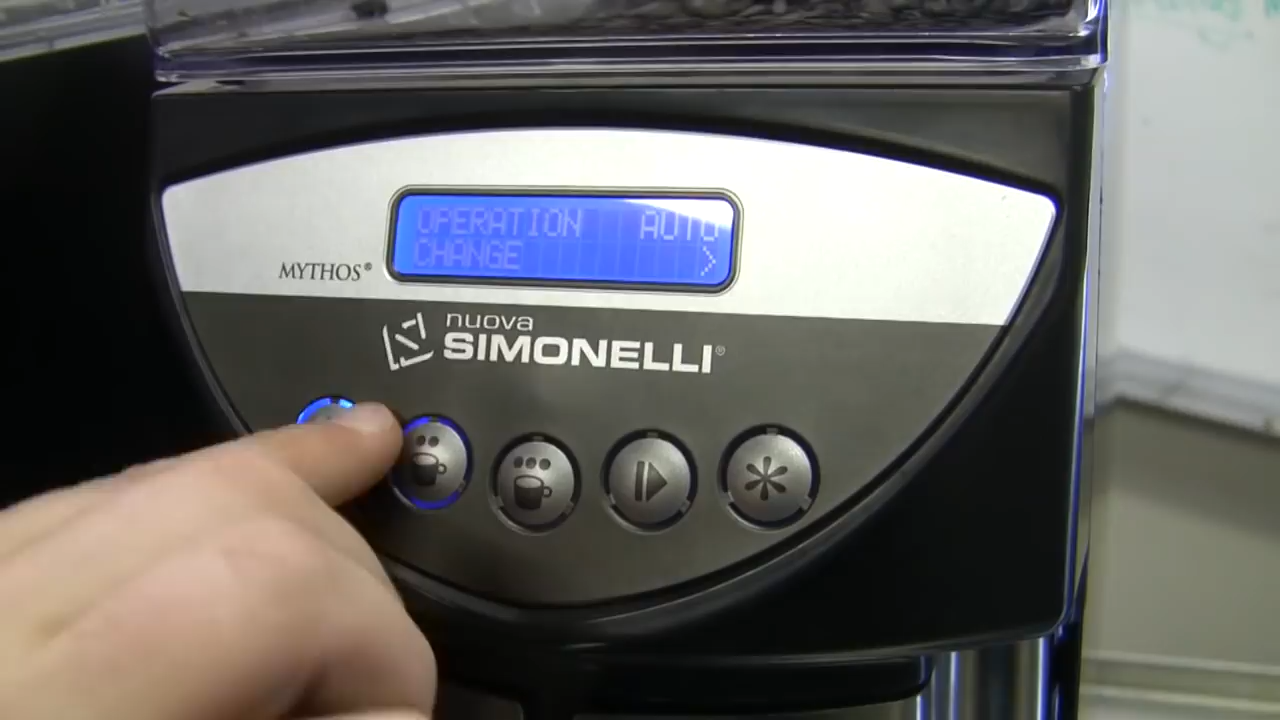 OPERATION AUTO
CHANGE >
MYTHOS®
nuova
SIMONELLI®